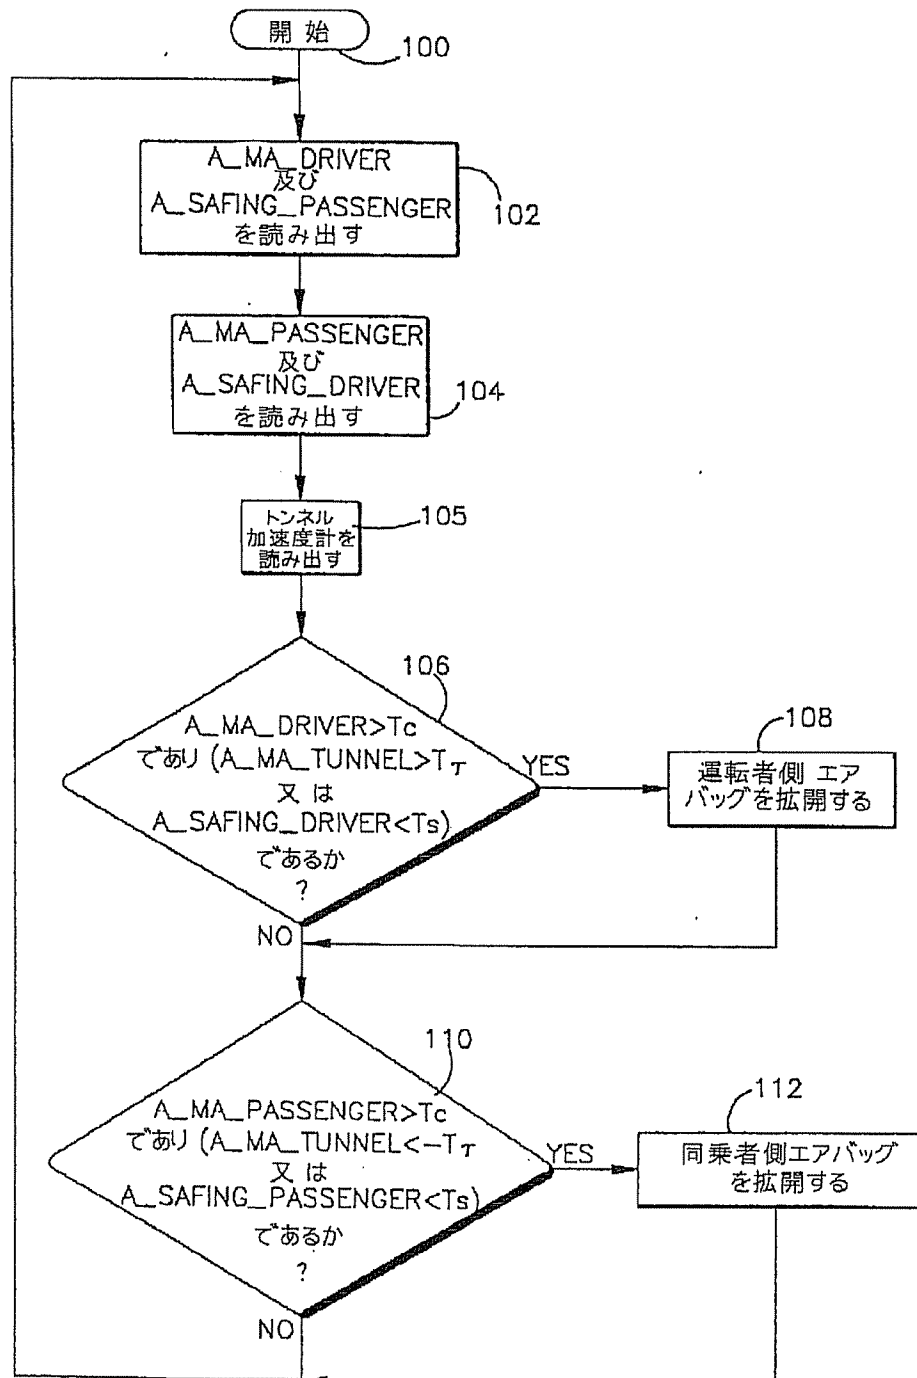 開始
100
A_MA_DRIVER
及び
A_SAFING_PASSENGER
を読み出す
102
A_MA_PASSENGER
及び
A_SAFING_DRIVER
を読み出す
104
トンネル
加速度計を
読み出す
105
106
A_MA_DRIVER>Tc
であり (A_MA_TUNNEL>TT
又は
A_SAFING_DRIVER<Ts)
であるか
?
YES
NO
108
運転者側 エア
バッグを拡開する
110
A_MA_PASSENGER>Tc
であり (A_MA_TUNNEL<-TT
又は
A_SAFING_PASSENGER<Ts)
であるか
?
YES
NO
112
同乗者側エアバッグ
を拡開する